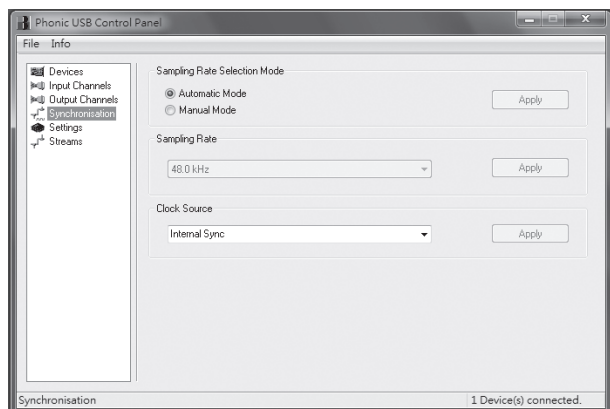 Phonic USB Control Panel
File Info
Devices
Input Channels
Output Channels
Synchronisation
Settings
Streams
Sampling Rate Selection Mode
Automatic Mode
Manual Mode
Apply
Sampling Rate
48.0 kHz
Apply
Clock Source
Internal Sync
Apply
Synchronisation
1 Device(s) connected.